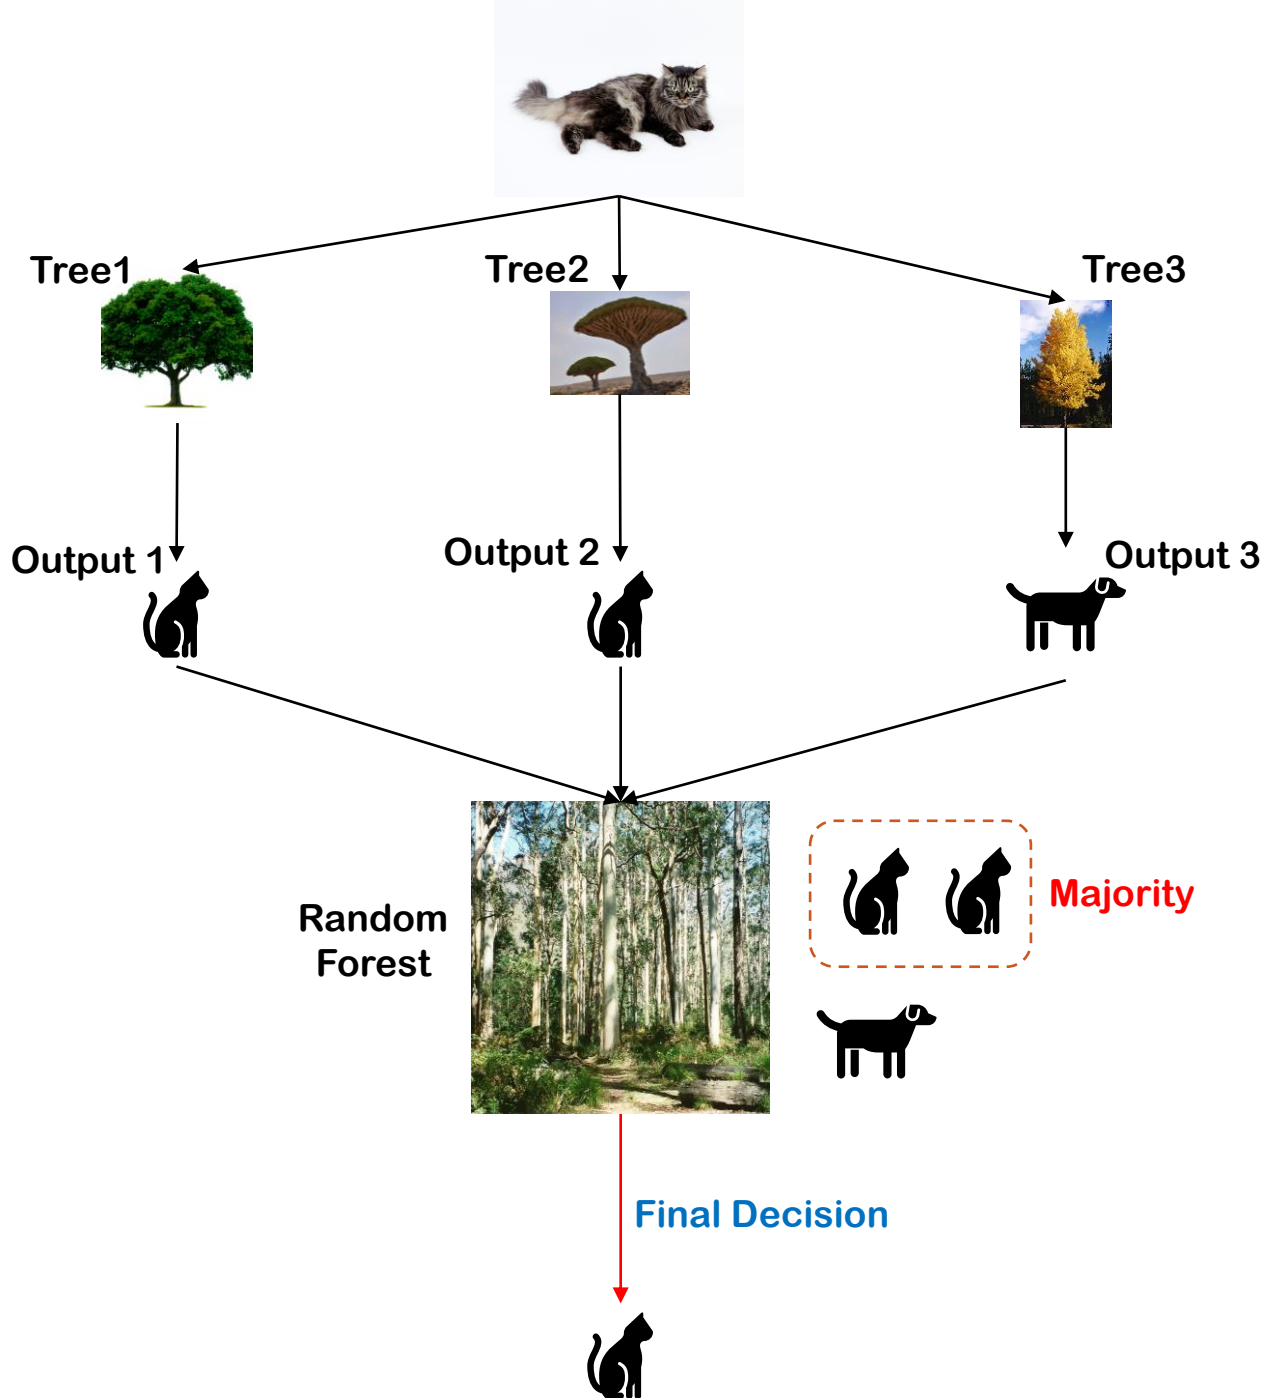 Tree1
Tree2
Tree3
Output 1
Output 2
Output 3
Random
Forest
Majority
Final Decision